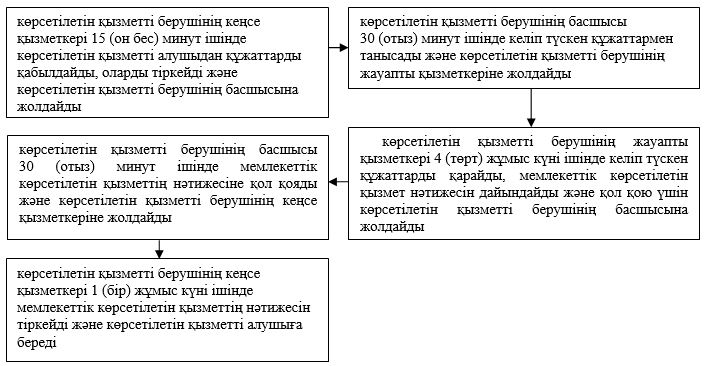 көрсетілетін қызметті берушінің кеңсе
қызметкері 15 (он бес) минут ішінде
көрсетілетін қызметті алушыдан құжаттарды
қабылдайды, оларды тіркейді және
көрсетілетін қызметті берушінің басшысына
жолдайды
көрсетілетін қызметті берушінің басшысы
30 (отыз) минут ішінде келіп түскен құжаттармен
танысады және көрсетілетін қызметті берушінің
жауапты қызметкеріне жолдайды
көрсетілетін қызметті берушінің жауапты
қызметкері 4 (төрт) жұмыс күні ішінде келіп түскен
құжаттарды қарайды, мемлекеттік көрсетілетін
қызмет нәтижесін дайындайды және қол қою үшін
көрсетілетін қызметті берушінің басшысына
жолдайды
көрсетілетін қызметті берушінің басшысы
30 (отыз) минут ішінде мемлекеттік
көрсетілетін қызметтің нәтижесіне қол қояды
және көрсетілетін қызметті берушінің кеңсе
қызметкеріне жолдайды
көрсетілетін қызметті берушінің кеңсе
қызметкері 1 (бір) жұмыс күні ішінде
мемлекеттік көрсетілетін қызметтің нәтижесін
тіркейді және көрсетілетін қызметті алушыға
береді